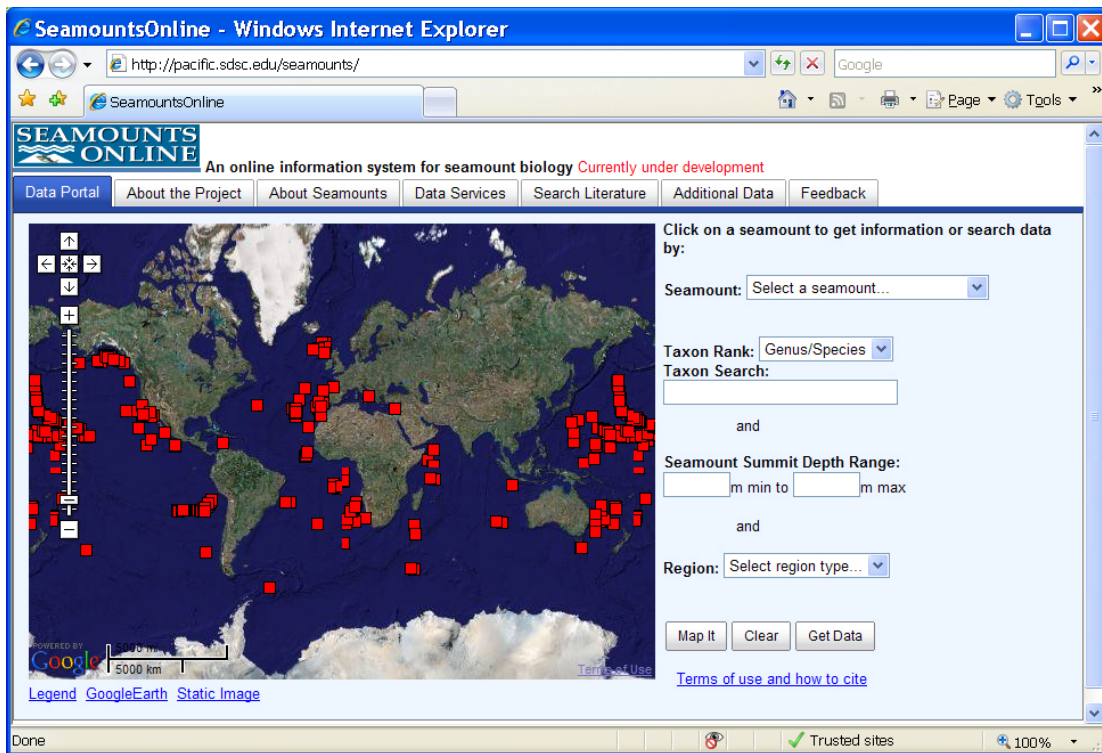 SeamountsOnline - Windows Internet Explorer
http://pacific.sdsc.edu/seamounts/
Google
SeamountsOnline
Page
Tools
SEAMOUNTS
ONLINE
An online information system for seamount biology Currently under development
Data Portal
About the Project
About Seamounts
Data Services
Search Literature
Additional Data
Feedback
Click on a seamount to get information or search data
by:
Seamount: Select a seamount...
Taxon Rank: Genus/Species
Taxon Search:
and
Seamount Summit Depth Range:
m min to m max
and
Region: Select region type...
Map It
Clear
Get Data
Terms of use and how to cite
POWERED BY
Google
5000 km
Terms of Use
Legend GoogleEarth Static Image
Done
Trusted sites
100%